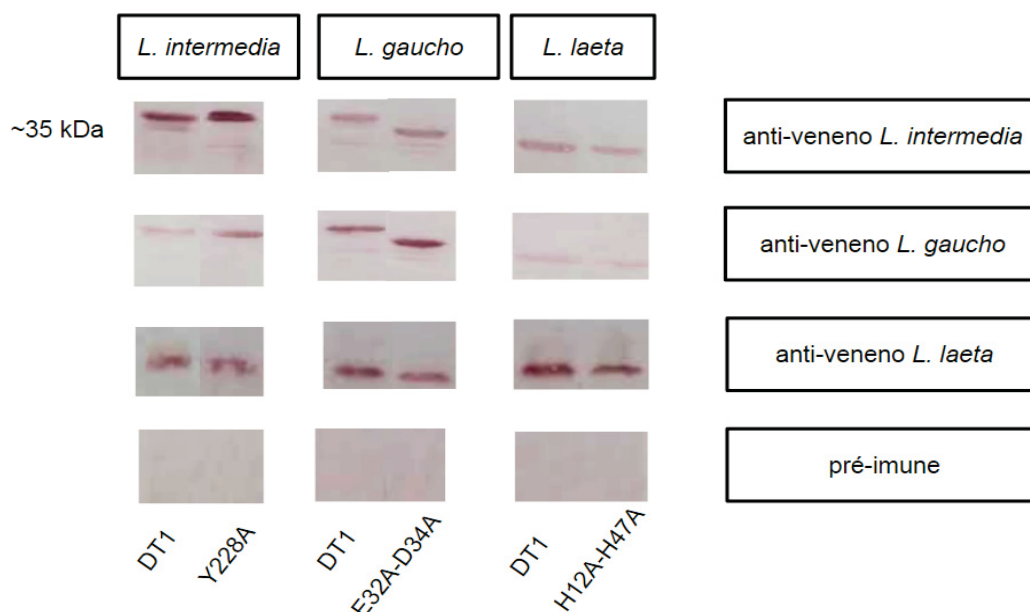 L. intermedia
L. gaucho
L. laeta
~35 kDa
anti-veneno L. intermedia
anti-veneno L. gaucho
anti-veneno L. laeta
pré-imune
DT1
Y228A
DT1
E32A-D34A
DT1
H12A-H47A